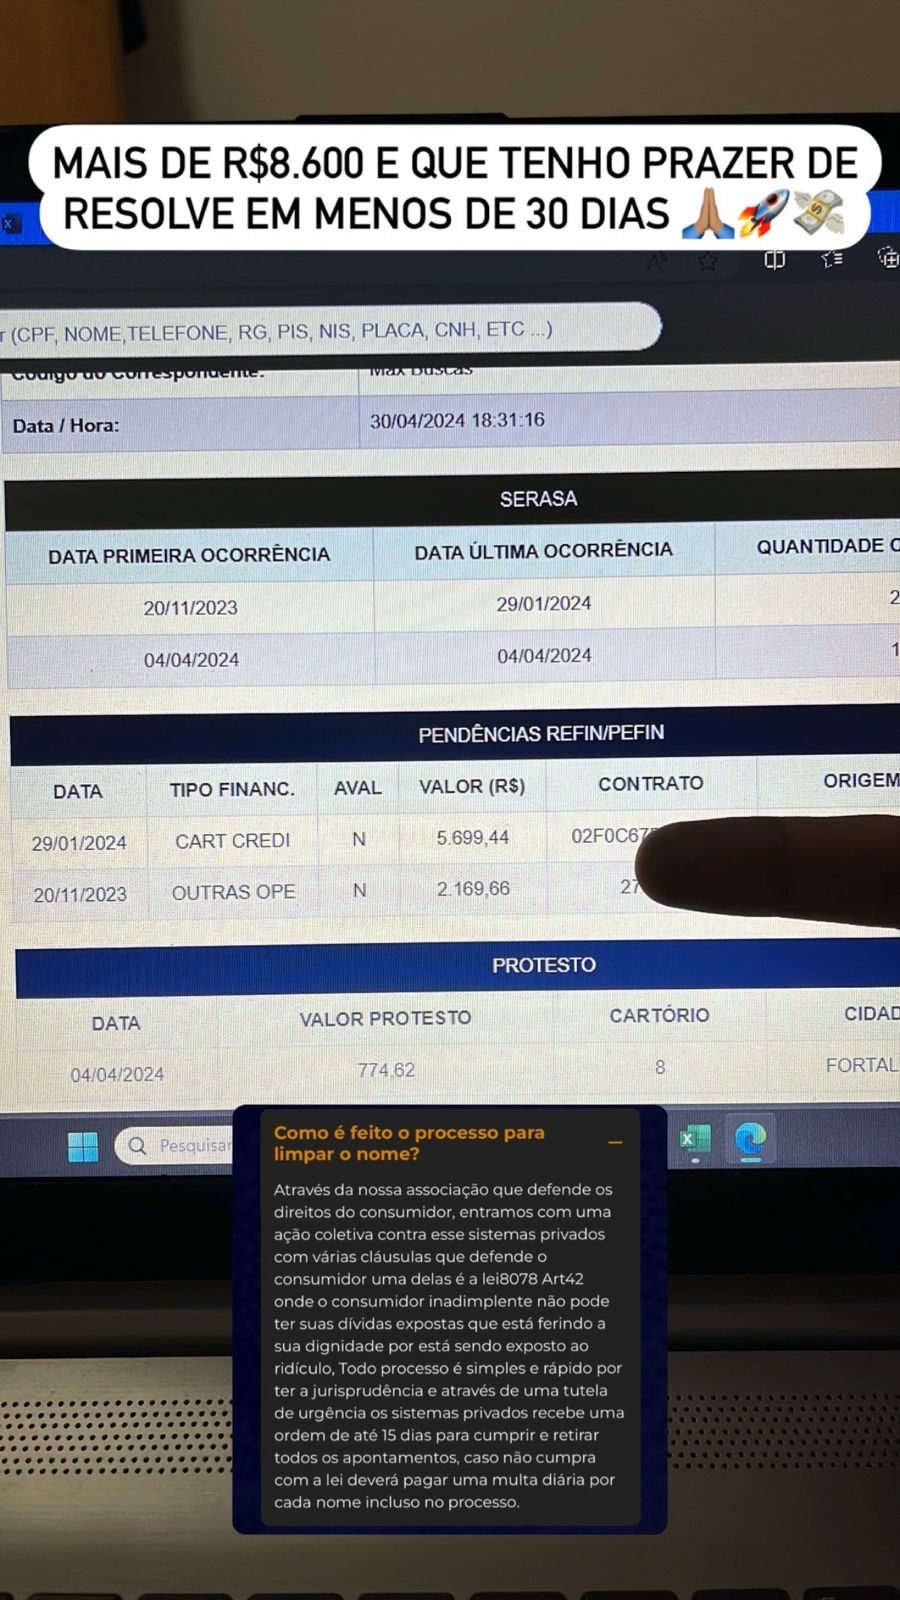 MAIS DE R$8.600 E QUE TENHO PRAZER DE
RESOLVE EM MENOS DE 30 DIAS 🙏🏽🚀💸
r (CPF, NOME,TELEFONE, RG, PIS, NIS, PLACA, CNH, ETC ...)
Código do Correspondente: Max Buscas
Data / Hora: 30/04/2024 18:31:16
SERASA
DATA PRIMEIRA OCORRÊNCIA DATA ÚLTIMA OCORRÊNCIA QUANTIDADE
20/11/2023 29/01/2024 2
04/04/2024 04/04/2024 1
PENDÊNCIAS REFIN/PEFIN
DATA TIPO FINANC. AVAL VALOR (R$) CONTRATO ORIGEM
29/01/2024 CART CREDI N 5.699,44 02F0C67
20/11/2023 OUTRAS OPE N 2.169,66 27
PROTESTO
DATA VALOR PROTESTO CARTÓRIO CIDAD
04/04/2024 774,62 8 FORTAL
Pesquisar
Como é feito o processo para
limpar o nome?
Através da nossa associação que defende os
direitos do consumidor, entramos com uma
ação coletiva contra esse sistemas privados
com várias cláusulas que defende o
consumidor uma delas é a lei8078 Art42
onde o consumidor inadimplente não pode
ter suas dívidas expostas que está ferindo a
sua dignidade por está sendo exposto ao
ridículo, Todo processo é simples e rápido por
ter a jurisprudência e através de uma tutela
de urgência os sistemas privados recebe uma
ordem de até 15 dias para cumprir e retirar
todos os apontamentos, caso não cumpra
com a lei deverá pagar uma multa diária por
cada nome incluso no processo.